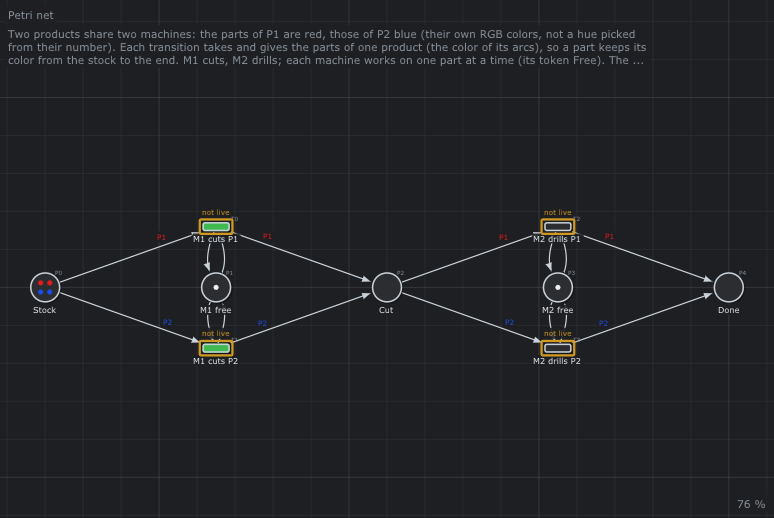 Petri net
Two products share two machines: the parts of P1 are red, those of P2 blue (their own RGB colors, not a hue picked
from their number). Each transition takes and gives the parts of one product (the color of its arcs), so a part keeps its
color from the stock to the end. M1 cuts, M2 drills; each machine works on one part at a time (its token Free). The ...
not live
not live
M1 cuts P1
M2 drills P1
P1
P1
P1
P1
P0
P1
P2
P3
P4
Stock
M1 free
Cut
M2 free
Done
P2
P2
P2
P2
not live
not live
M1 cuts P2
M2 drills P2
76 %